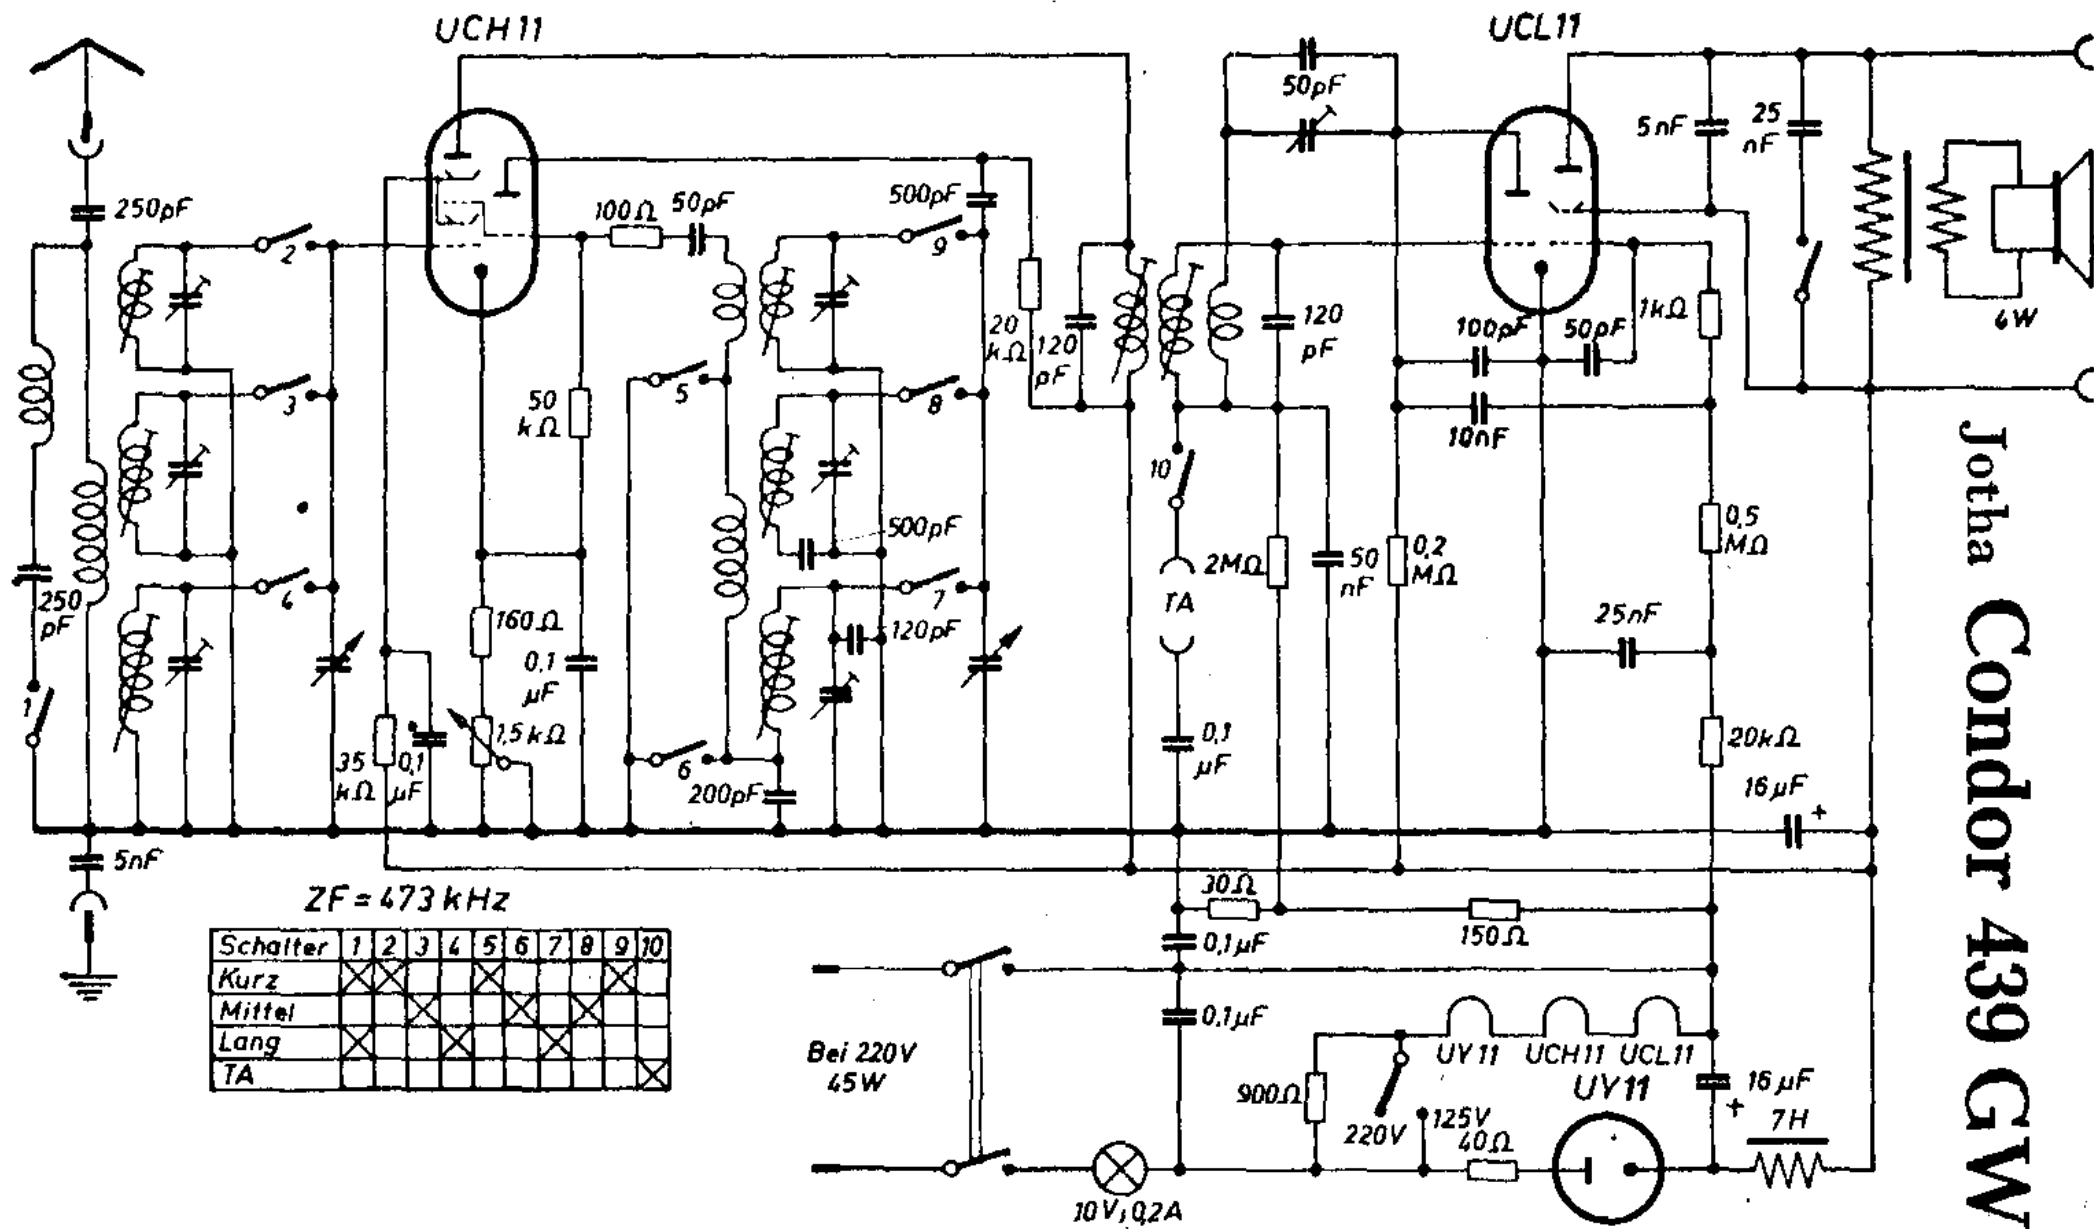 UCH 11
UCL11
250pF
2
100Ω
50pF
500pF
9
50pF
5nF
25
nF
4W
3
50
kΩ
5
8
20
kΩ
120
pF
120
pF
100pF
50pF
1kΩ
10nF
10
250
pF
4
500pF
7
120pF
160Ω
0,1
µF
1,5kΩ
TA
2MΩ
50
nF
0,2
MΩ
0,5
MΩ
25nF
1
35
kΩ
0,1
µF
6
200pF
0,1
µF
20kΩ
16µF
+
5nF
ZF = 473 kHz
Schalter 1 2 3 4 5 6 7 8 9 10
Kurz
Mittel
Lang
TA
30Ω
150Ω
0,1µF
0,1µF
Bei 220V
45W
UY11 UCH11 UCL11
900Ω
220V
125V
40Ω
UY11
16µF
+
7H
10V; 0,2A
Jotha Condor 439 GW